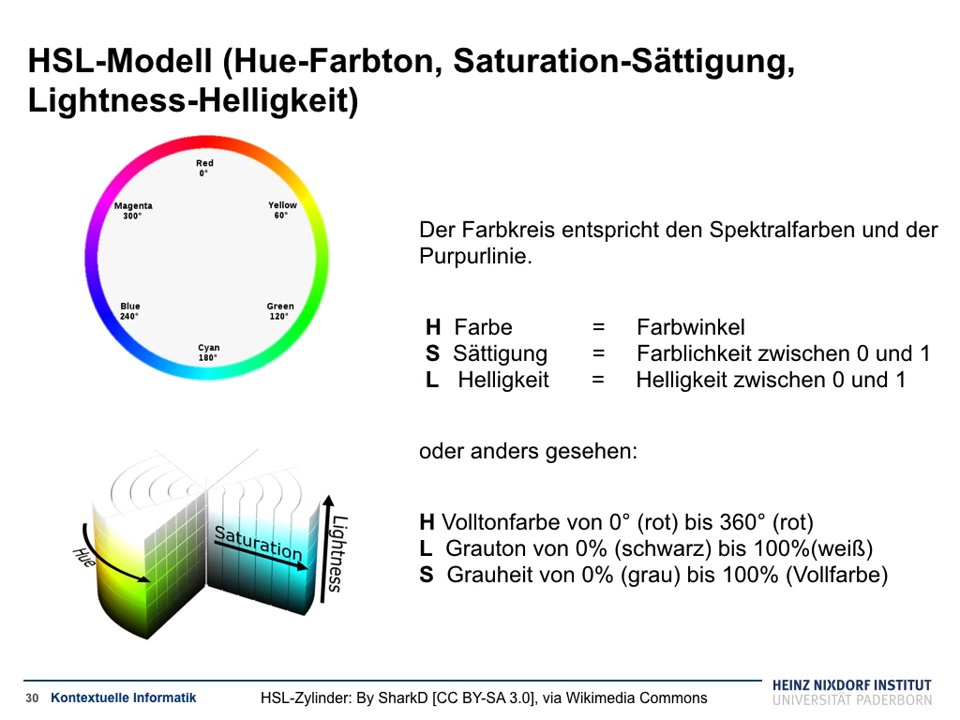 HSL-Modell (Hue-Farbton, Saturation-Sättigung,
Lightness-Helligkeit)
Red
0°
Magenta
300°
Yellow
60°
Blue
240°
Green
120°
Cyan
180°
Der Farbkreis entspricht den Spektralfarben und der
Purpurlinie.
H Farbe = Farbwinkel
S Sättigung = Farblichkeit zwischen 0 und 1
L Helligkeit = Helligkeit zwischen 0 und 1
oder anders gesehen:
H Volltonfarbe von 0° (rot) bis 360° (rot)
L Grauton von 0% (schwarz) bis 100%(weiß)
S Grauheit von 0% (grau) bis 100% (Vollfarbe)
Hue
Saturation
Lightness
30 Kontextuelle Informatik
HSL-Zylinder: By SharkD [CC BY-SA 3.0], via Wikimedia Commons
HEINZ NIXDORF INSTITUT
UNIVERSITÄT PADERBORN